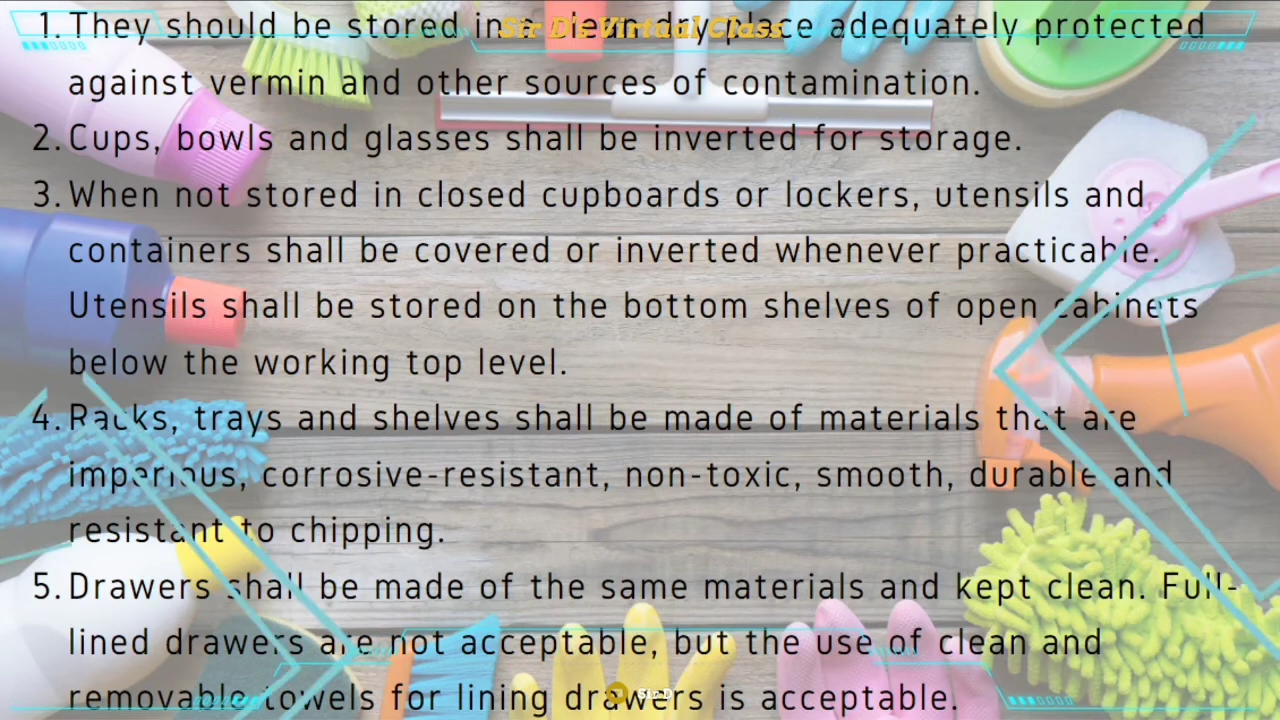 Sir D's Virtual Class
1. They should be stored in a clean dry place adequately protected
against vermin and other sources of contamination.
2. Cups, bowls and glasses shall be inverted for storage.
3. When not stored in closed cupboards or lockers, utensils and
containers shall be covered or inverted whenever practicable.
Utensils shall be stored on the bottom shelves of open cabinets
below the working top level.
4. Racks, trays and shelves shall be made of materials that are
imperious, corrosive-resistant, non-toxic, smooth, durable and
resistant to chipping.
5. Drawers shall be made of the same materials and kept clean. Full-
lined drawers are not acceptable, but the use of clean and
removable towels for lining drawers is acceptable.
Sir D